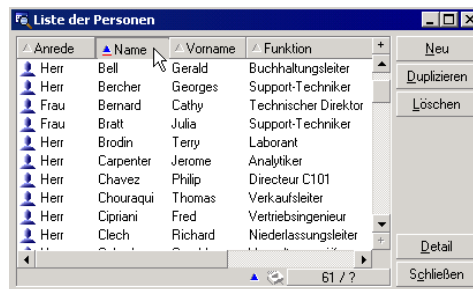 Liste der Personen
Anrede Name Vorname Funktion + Neu
Herr Bell Gerald Buchhaltungsleiter
Herr Bercher Georges Support-Techniker Duplizieren
Frau Bernard Cathy Technischer Direktor
Frau Bratt Julia Support-Techniker Löschen
Herr Brodin Terry Laborant
Herr Carpenter Jerome Analytiker
Herr Chavez Philip Directeur C101
Herr Chouraqui Thomas Verkaufsleiter
Herr Cipriani Fred Vertriebsingenieur
Herr Clech Richard Niederlassungsleiter +
Detail
61 / ? Schließen